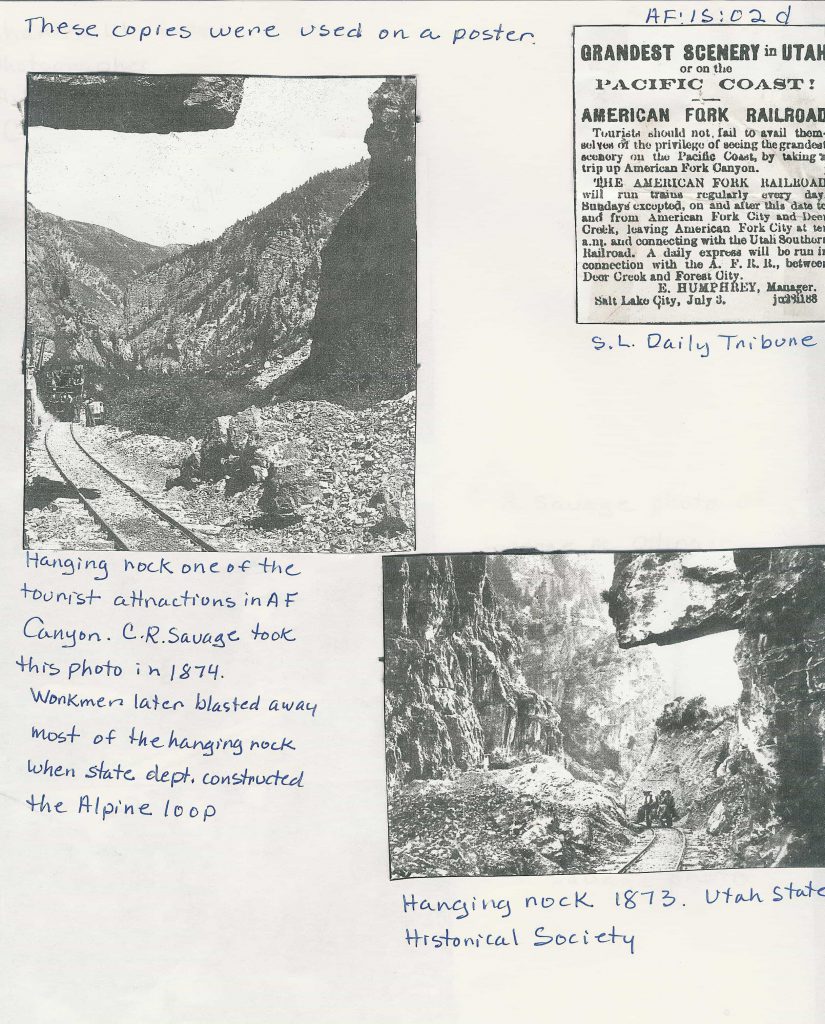 These copies were used on a poster.
AF:15:02 d
GRANDEST SCENERY in UTAH
or on the
PACIFIC COAST!
AMERICAN FORK RAILROAD
Tourists should not fail to avail them-
selves of the privilege of seeing the grandest
scenery on the Pacific Coast, by taking a
trip up American Fork Canyon.
THE AMERICAN FORK RAILROAD
will run trains regularly every day,
Sundays excepted, on and after this date to
and from American Fork City and Deer
Creek, leaving American Fork City at ten
a.m. and connecting with the Utah Southern
Railroad. A daily express will be run in
connection with the A. F. R. R., between
Deer Creek and Forest City.
E. HUMPHREY, Manager.
Salt Lake City, July 3.
S.L. Daily Tribune
Hanging rock one of the
tourist attractions in AF
Canyon. C.R. Savage took
this photo in 1874.
Workmen later blasted away
most of the hanging rock
when state dept. constructed
the Alpine loop
Hanging rock 1873. Utah State
Historical Society